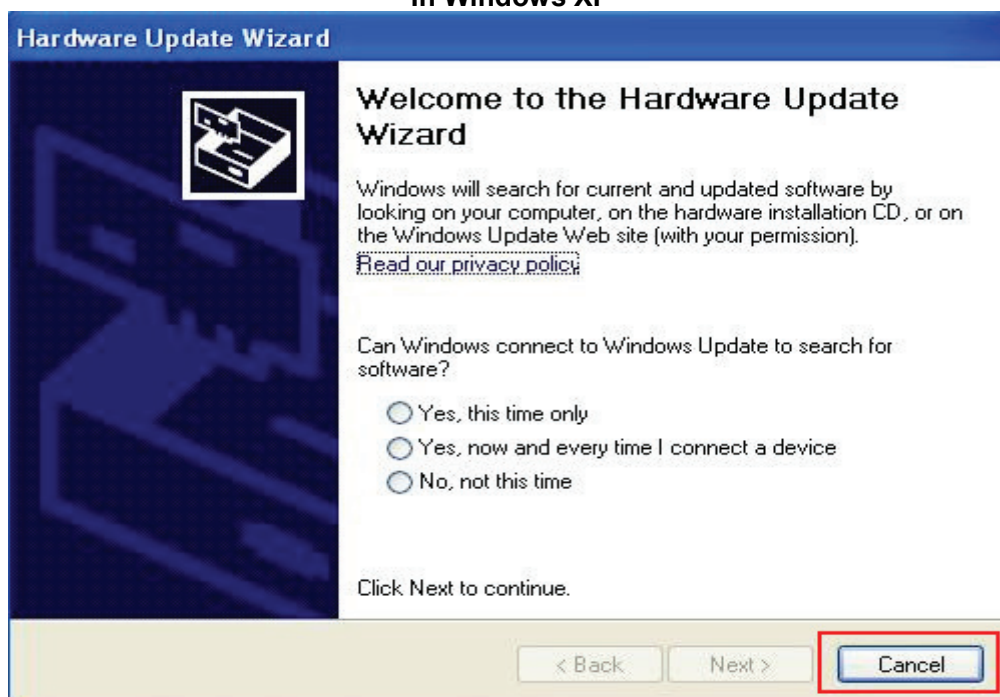 in Windows XP
Hardware Update Wizard
Welcome to the Hardware Update
Wizard
Windows will search for current and updated software by
looking on your computer, on the hardware installation CD, or on
the Windows Update Web site (with your permission).
Read our privacy policy
Can Windows connect to Windows Update to search for
software?
Yes, this time only
Yes, now and every time I connect a device
No, not this time
Click Next to continue.
< Back
Next >
Cancel